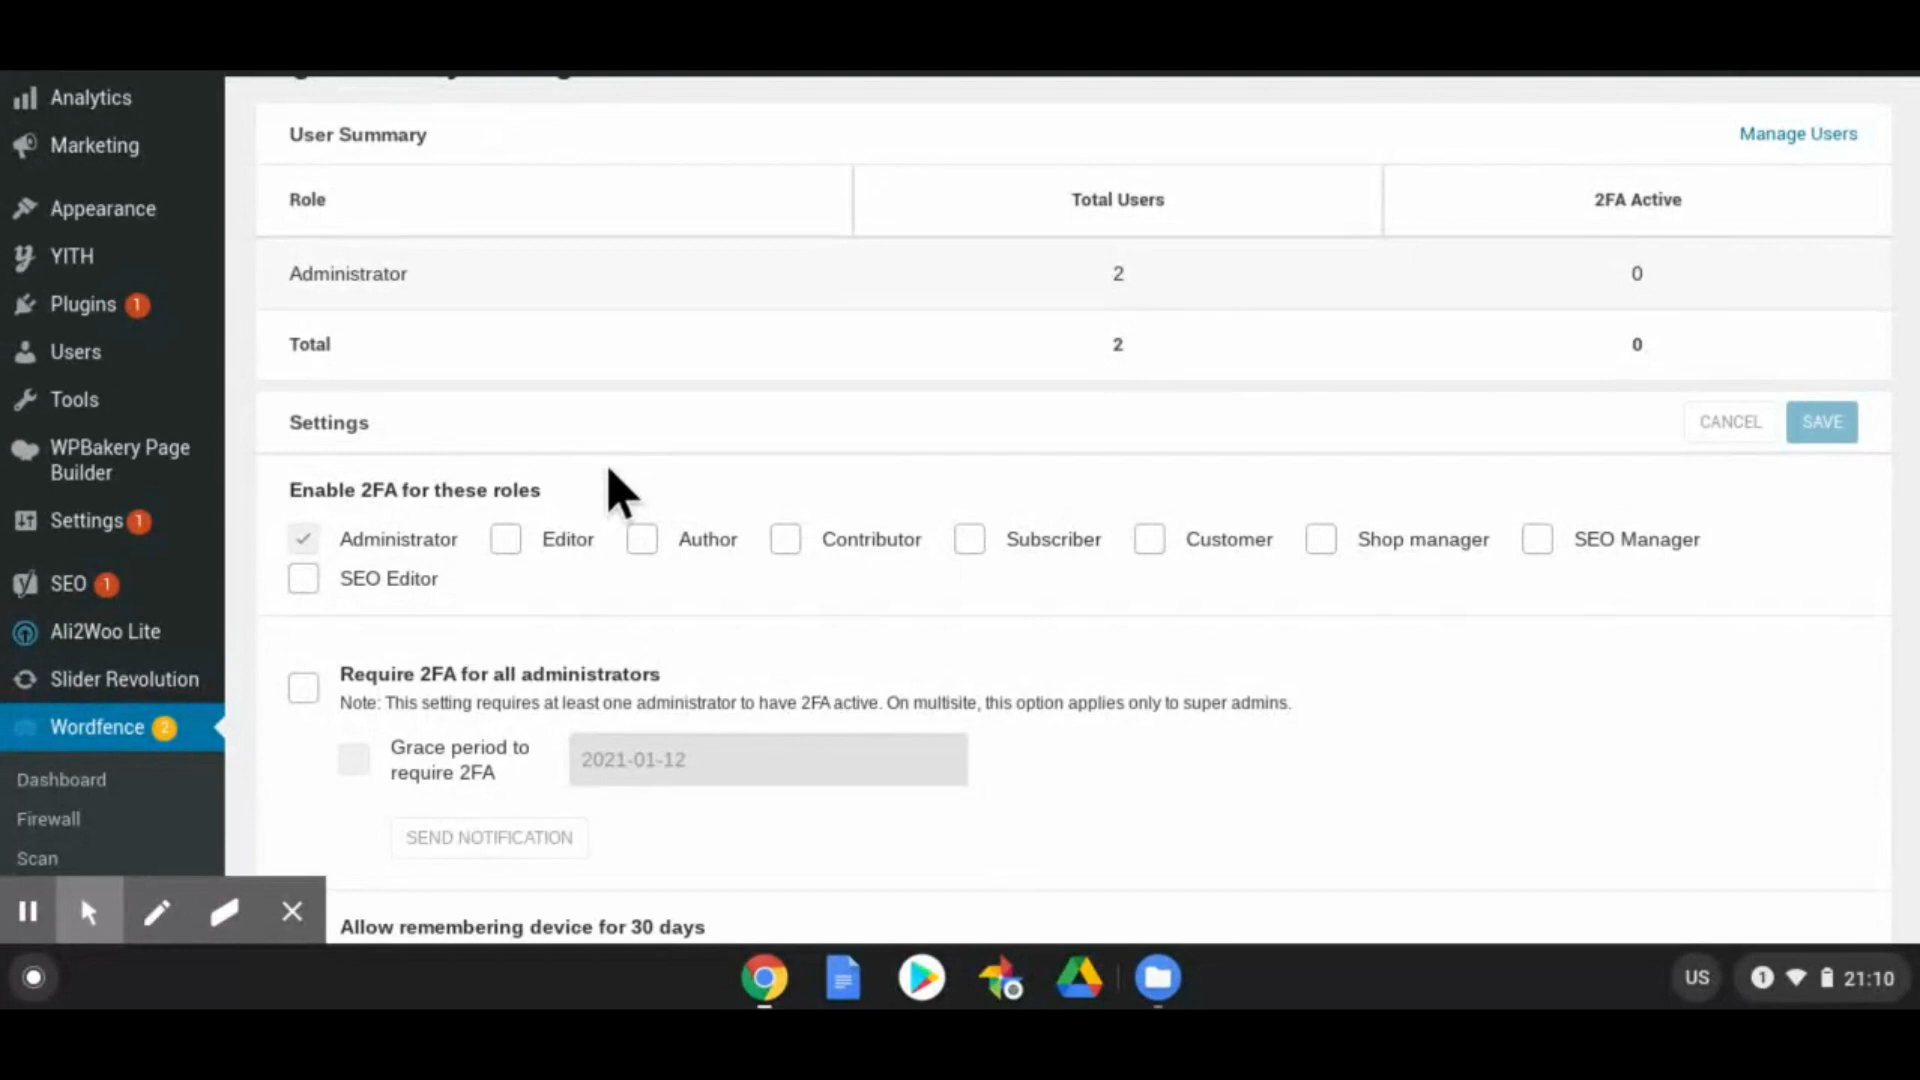 Analytics
Marketing
Appearance
YITH
Plugins 1
Users
Tools
WPBakery Page
Builder
Settings 1
SEO 1
Ali2Woo Lite
Slider Revolution
Wordfence 2
Dashboard
Firewall
Scan
User Summary
Manage Users
Role Total Users 2FA Active
Administrator 2 0
Total 2 0
Settings
CANCEL SAVE
Enable 2FA for these roles
Administrator Editor Author Contributor Subscriber Customer Shop manager SEO Manager
SEO Editor
Require 2FA for all administrators
Note: This setting requires at least one administrator to have 2FA active. On multisite, this option applies only to super admins.
Grace period to
require 2FA
2021-01-12
SEND NOTIFICATION
Allow remembering device for 30 days
US 1 21:10